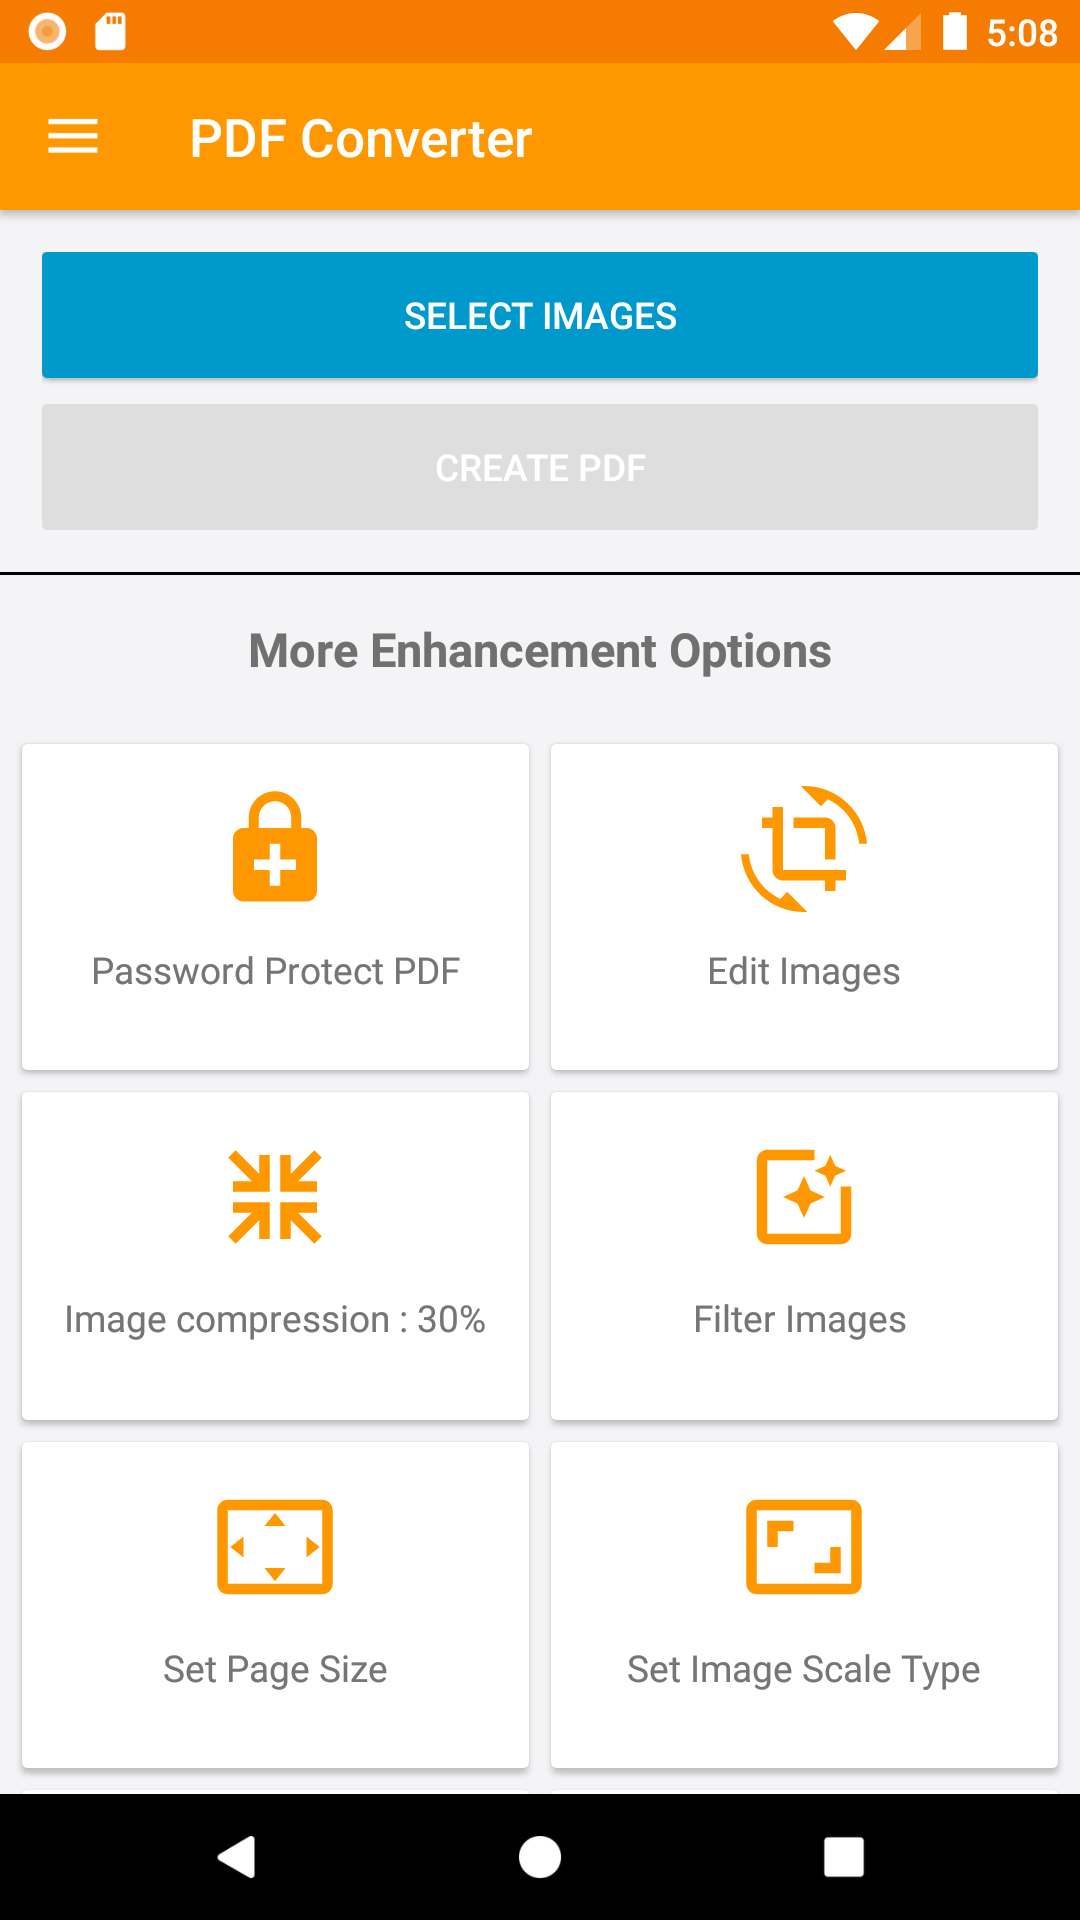 5:08
PDF Converter
SELECT IMAGES
CREATE PDF
More Enhancement Options
Password Protect PDF
Edit Images
Image compression : 30%
Filter Images
Set Page Size
Set Image Scale Type